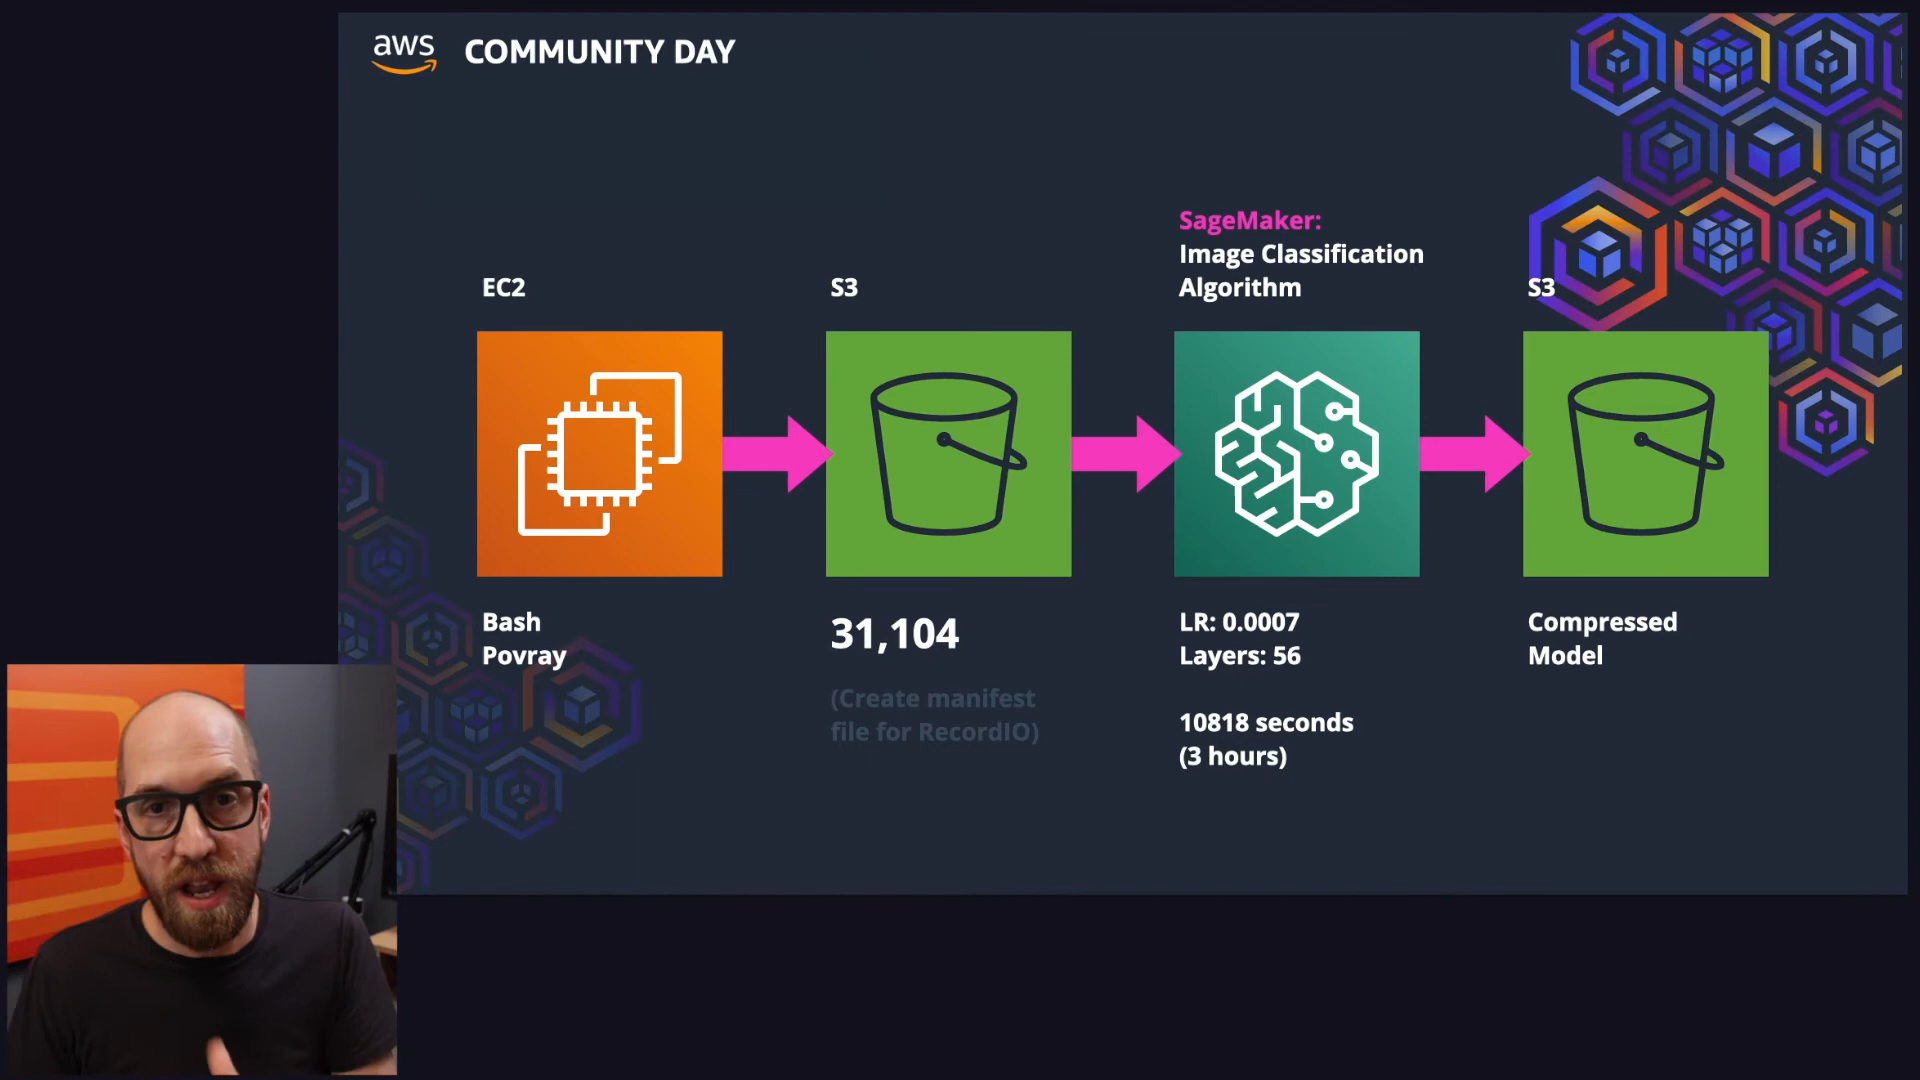 aws COMMUNITY DAY
EC2
Bash
Povray
S3
31,104
(Create manifest
file for RecordIO)
SageMaker:
Image Classification
Algorithm
LR: 0.0007
Layers: 56
10818 seconds
(3 hours)
S3
Compressed
Model